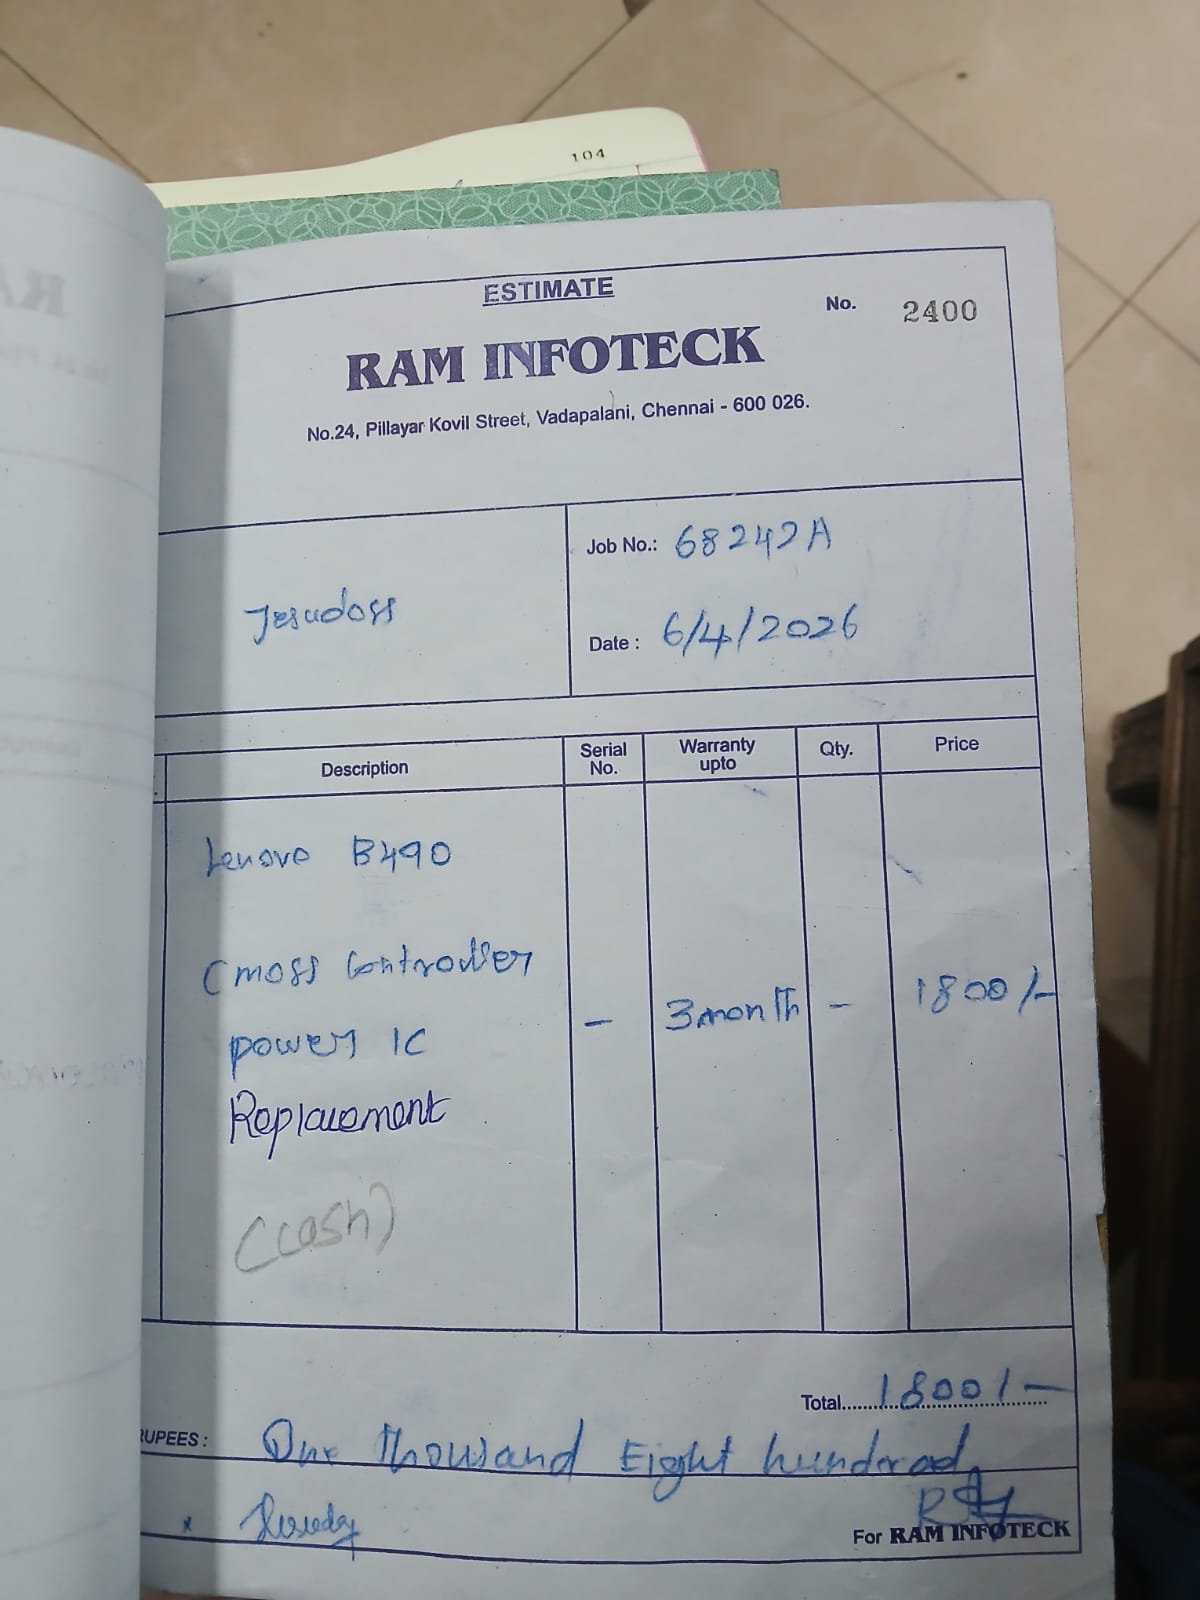 104
ESTIMATE
No. 2400
RAM INFOTECK
No.24, Pillayar Kovil Street, Vadapalani, Chennai - 600 026.
Jesudoss
Job No.: 68242A
Date : 6/4/2026
Description Serial No. Warranty upto Qty. Price
Lenovo B490
Cmoss Controller
power IC
Replacement
- 3month - 1800/-
(cash)
Total 1800/-
RUPEES : One thousand Eight hunderad
x
For RAM INFOTECK